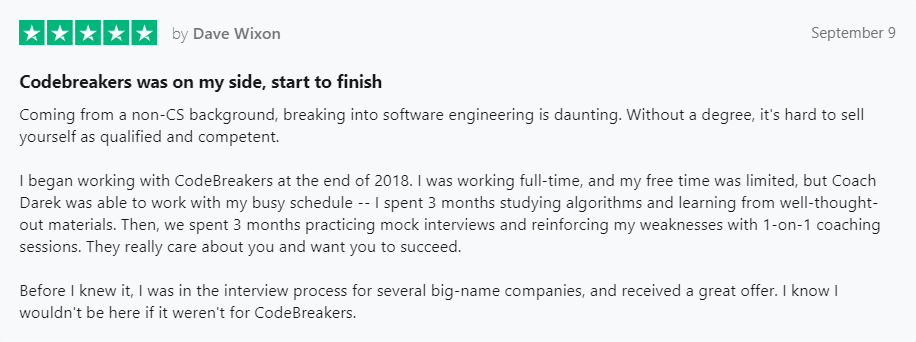 by Dave Wixon
September 9
Codebreakers was on my side, start to finish
Coming from a non-CS background, breaking into software engineering is daunting. Without a degree, it's hard to sell
yourself as qualified and competent.
I began working with CodeBreakers at the end of 2018. I was working full-time, and my free time was limited, but Coach
Darek was able to work with my busy schedule -- I spent 3 months studying algorithms and learning from well-thought-
out materials. Then, we spent 3 months practicing mock interviews and reinforcing my weaknesses with 1-on-1 coaching
sessions. They really care about you and want you to succeed.
Before I knew it, I was in the interview process for several big-name companies, and received a great offer. I know I
wouldn't be here if it weren't for CodeBreakers.